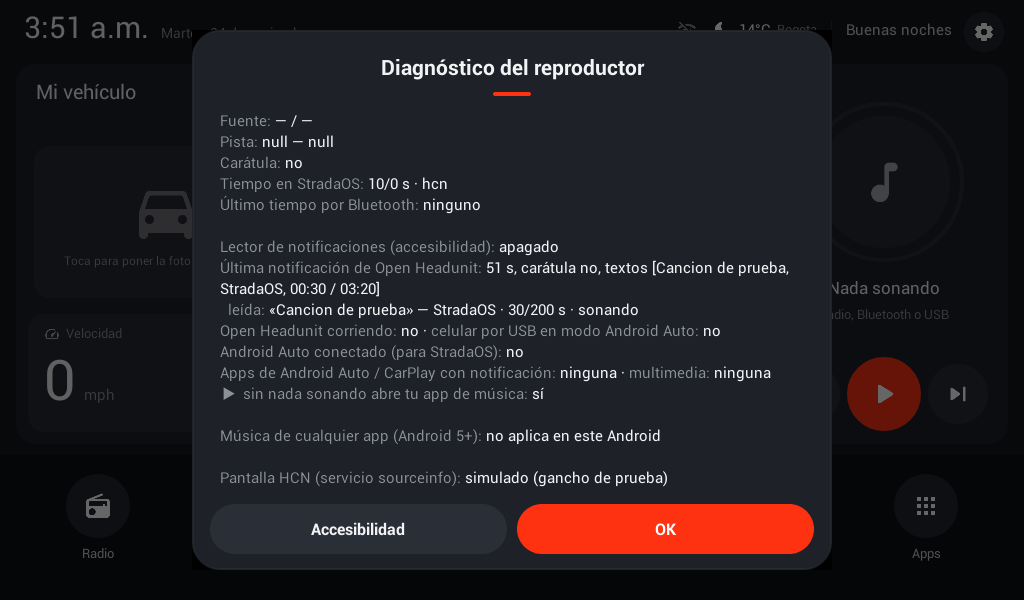 3:51 a.m.
14°C Bogota
Buenas noches
Mi vehículo
Diagnóstico del reproductor
Fuente: — / —
Pista: null — null
Carátula: no
Tiempo en StradaOS: 10/0 s · hcn
Último tiempo por Bluetooth: ninguno
Lector de notificaciones (accesibilidad): apagado
Última notificación de Open Headunit: 51 s, carátula no, textos [Cancion de prueba,
StradaOS, 00:30 / 03:20]
leída: «Cancion de prueba» — StradaOS · 30/200 s · sonando
Open Headunit corriendo: no · celular por USB en modo Android Auto: no
Android Auto conectado (para StradaOS): no
Apps de Android Auto / CarPlay con notificación: ninguna · multimedia: ninguna
▶ sin nada sonando abre tu app de música: sí
Música de cualquier app (Android 5+): no aplica en este Android
Pantalla HCN (servicio sourceinfo): simulado (gancho de prueba)
Accesibilidad
OK
Toca para poner la foto
Velocidad
0 mph
Nada sonando
Bluetooth o USB
Radio
Apps